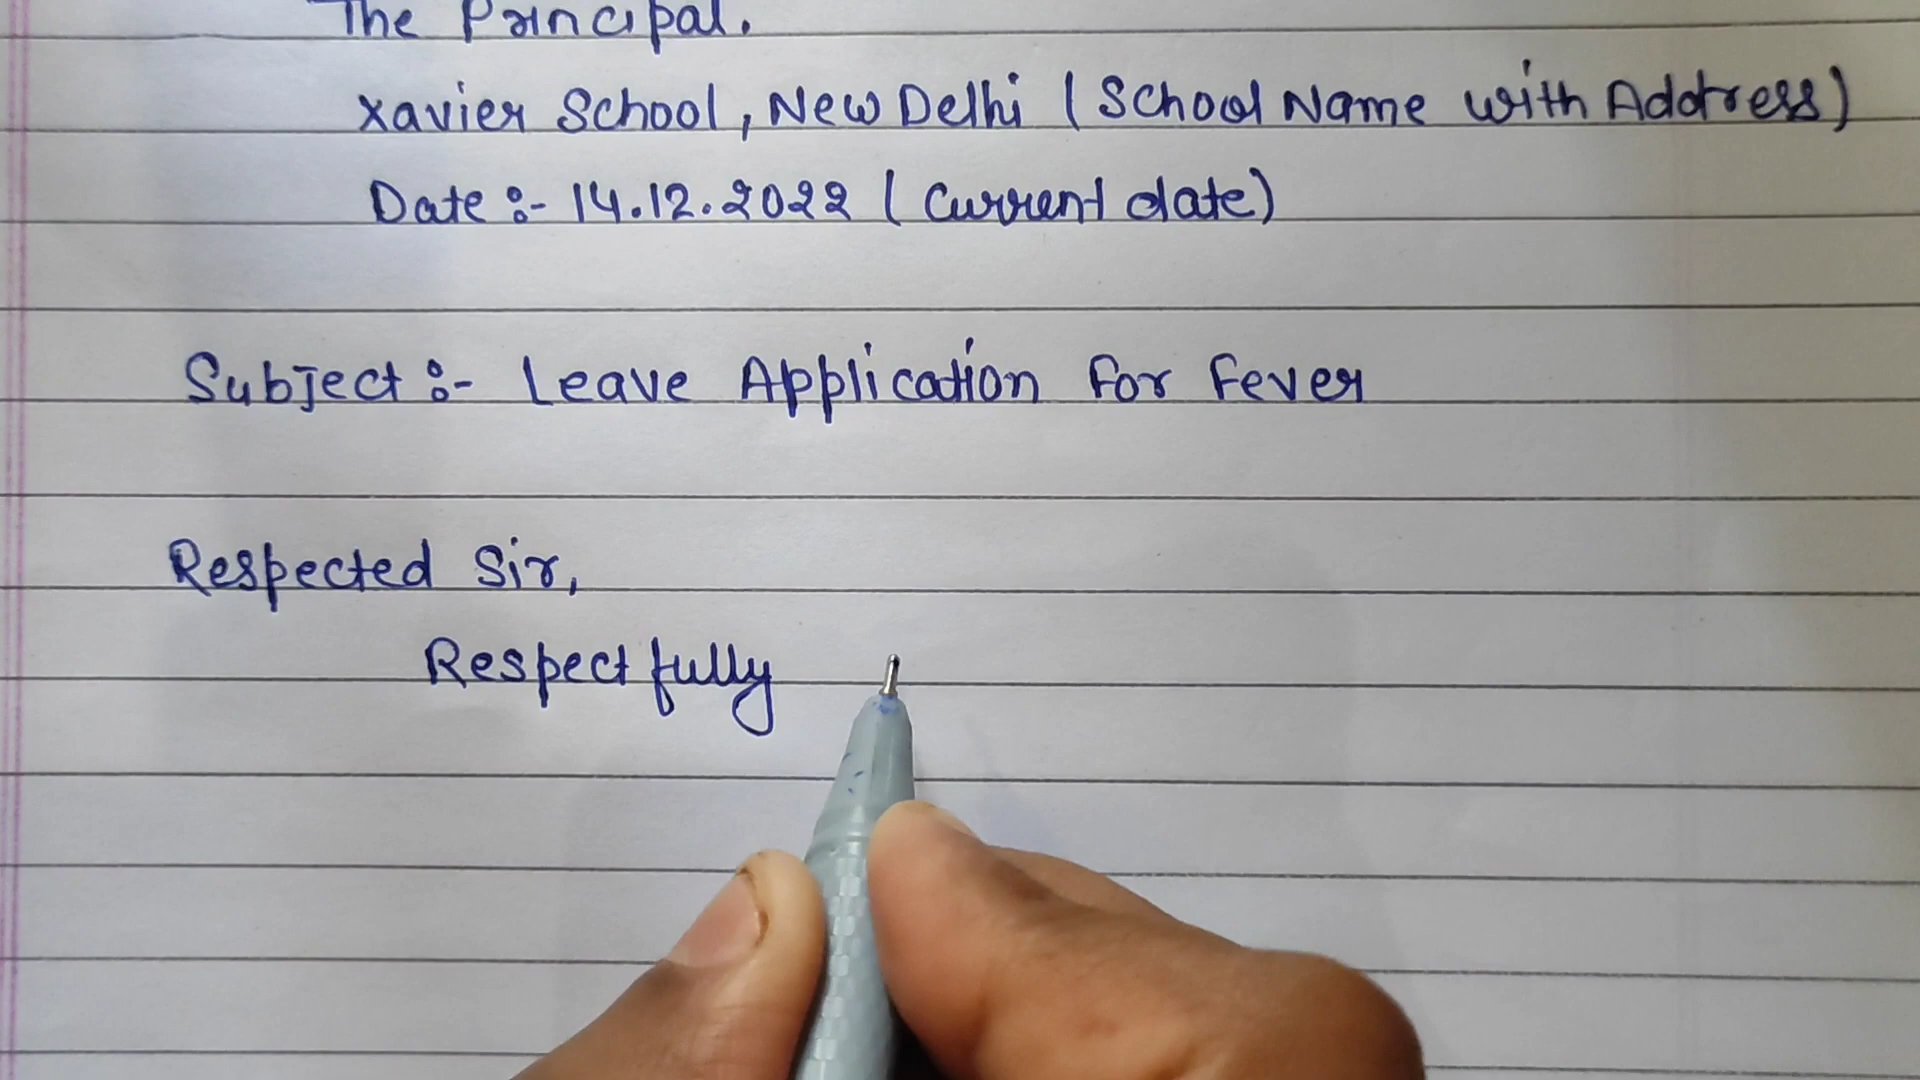 The Principal.
Xavier School, New Delhi (School Name with Address)
Date :- 14.12.2022 (Current date)
Subject :- Leave Application For Fever
Respected Sir,
Respectfully